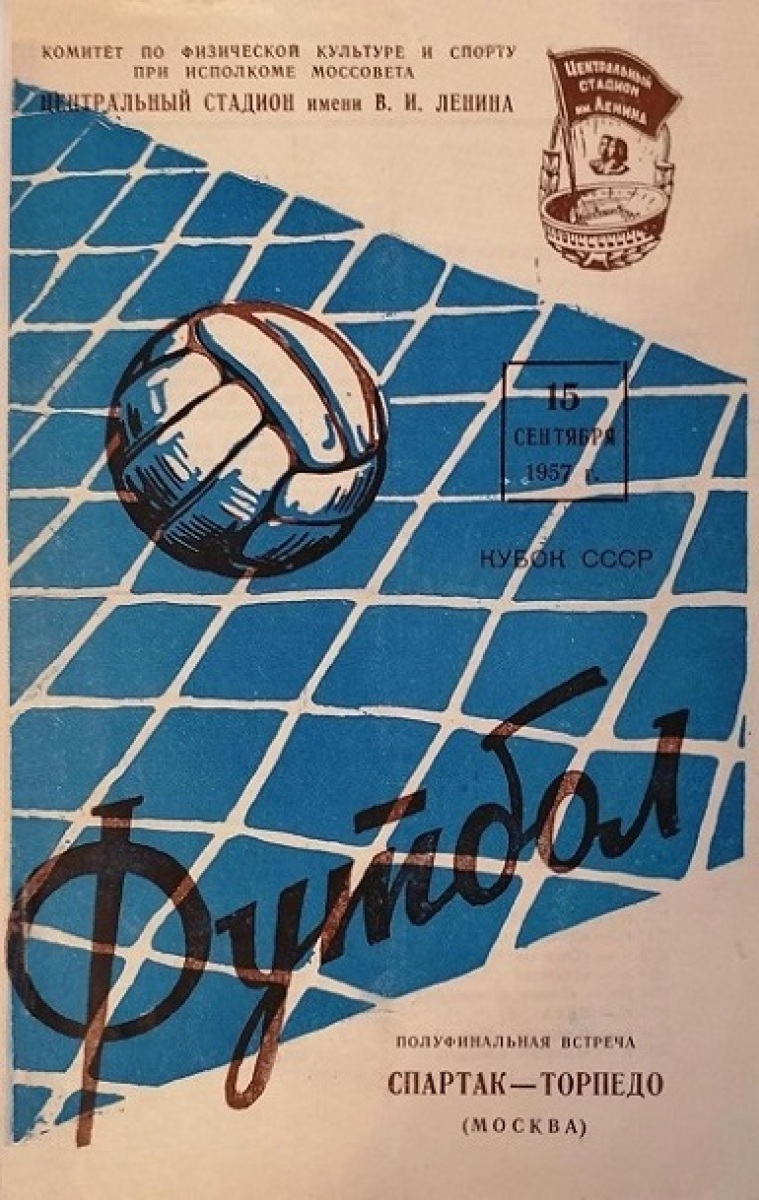 КОМИТЕТ ПО ФИЗИЧЕСКОЙ КУЛЬТУРЕ И СПОРТУ
ПРИ ИСПОЛКОМЕ МОССОВЕТА
ЦЕНТРАЛЬНЫЙ СТАДИОН имени В. И. ЛЕНИНА
ЦЕНТРАЛЬНЫЙ
СТАДИОН
им ЛЕНИНА
15
СЕНТЯБРЯ
1957 г.
КУБОК СССР
Футбол
ПОЛУФИНАЛЬНАЯ ВСТРЕЧА
СПАРТАК—ТОРПЕДО
(МОСКВА)